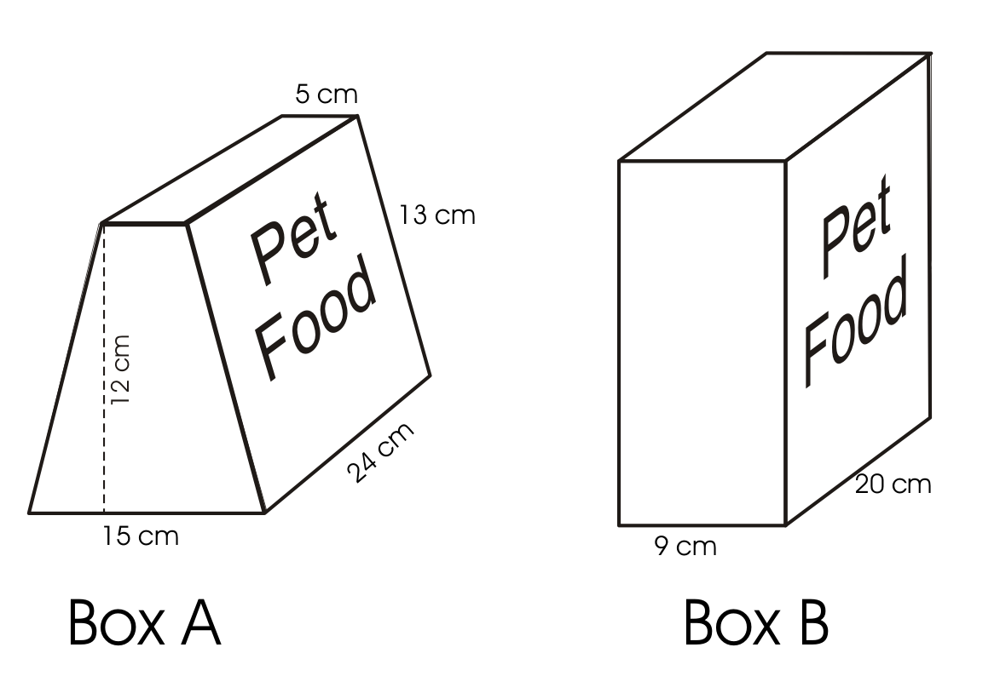 5 cm
13 cm
Pet
Food
12 cm
24 cm
15 cm
Box A
Pet
Food
20 cm
9 cm
Box B